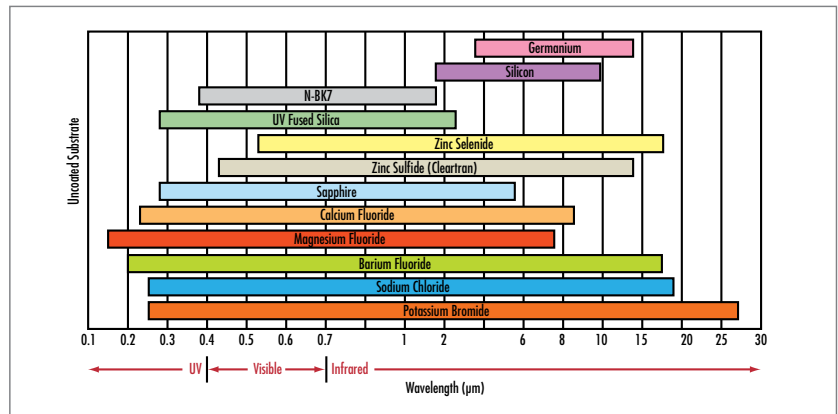 Uncoated Substrate
Germanium
Silicon
N-BK7
UV Fused Silica
Zinc Selenide
Zinc Sulfide (Cleartran)
Sapphire
Calcium Fluoride
Magnesium Fluoride
Barium Fluoride
Sodium Chloride
Potassium Bromide
0.1 0.2 0.3 0.4 0.5 0.6 0.7 1 2 6 8 10 15 20 25 30
UV Visible Infrared
Wavelength (µm)